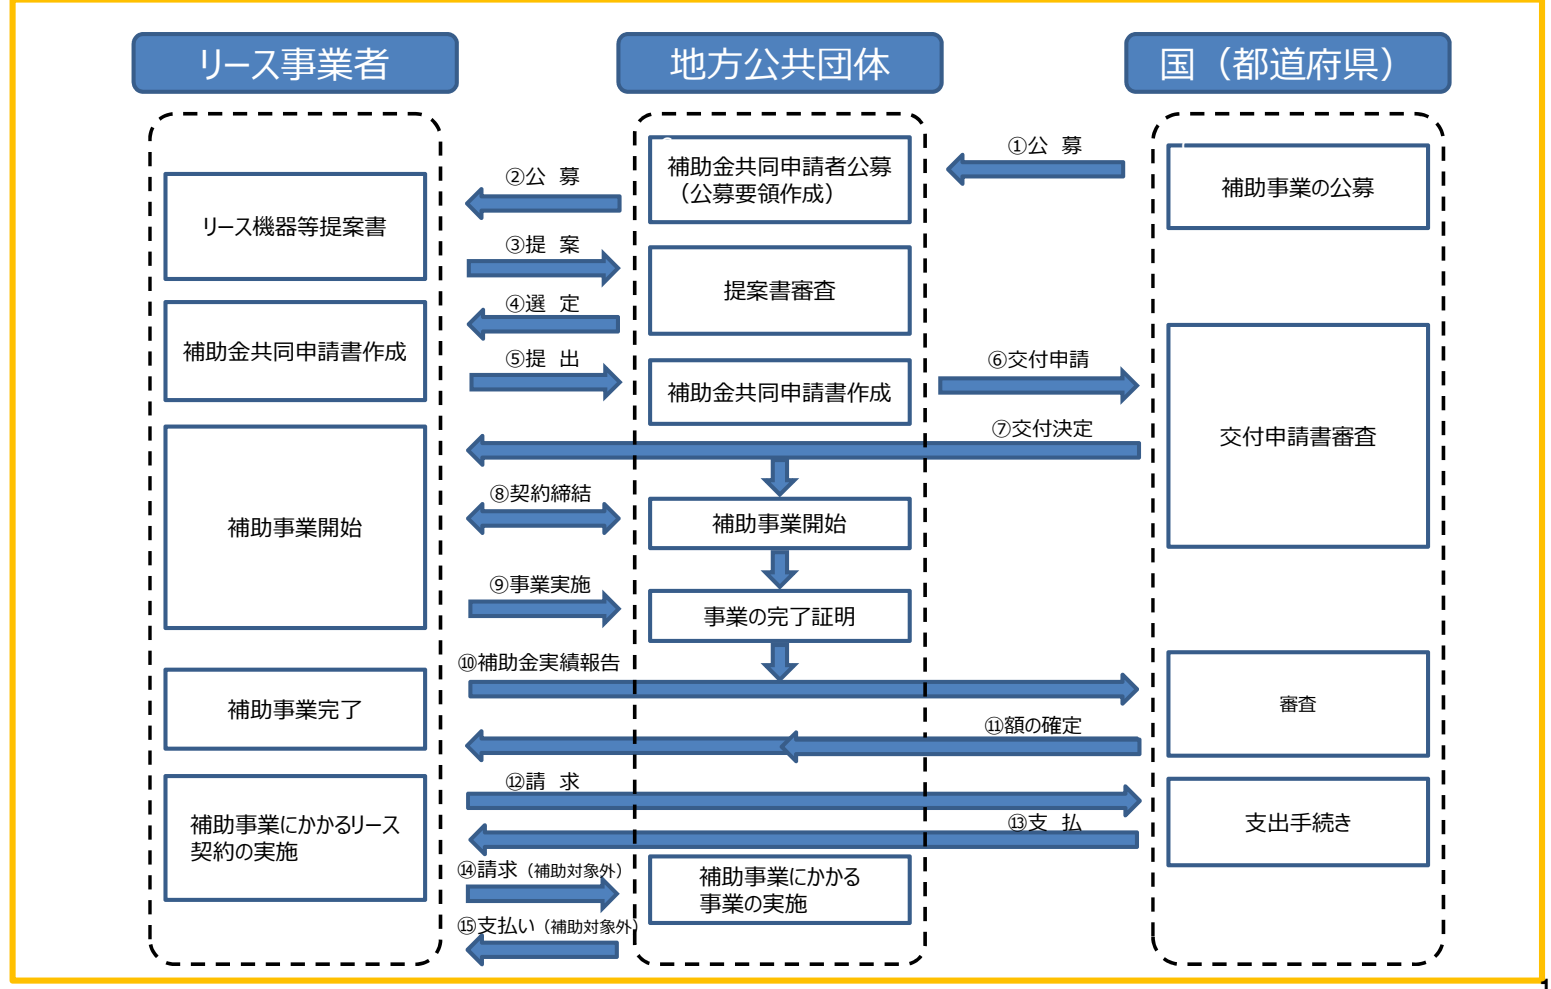 リース事業者
地方公共団体
国（都道府県）
①公　募
補助事業の公募
補助金共同申請者公募
（公募要領作成）
②公　募
リース機器等提案書
③提　案
提案書審査
④選　定
補助金共同申請書作成
⑤提　出
補助金共同申請書作成
⑥交付申請
交付申請書審査
⑦交付決定
⑧契約締結
補助事業開始
補助事業開始
⑨事業実施
事業の完了証明
⑩補助金実績報告
補助事業完了
審査
⑪額の確定
⑫請　求
補助事業にかかるリース
契約の実施
⑬支　払
支出手続き
⑭請求（補助対象外）
補助事業にかかる
事業の実施
⑮支払い（補助対象外）
1